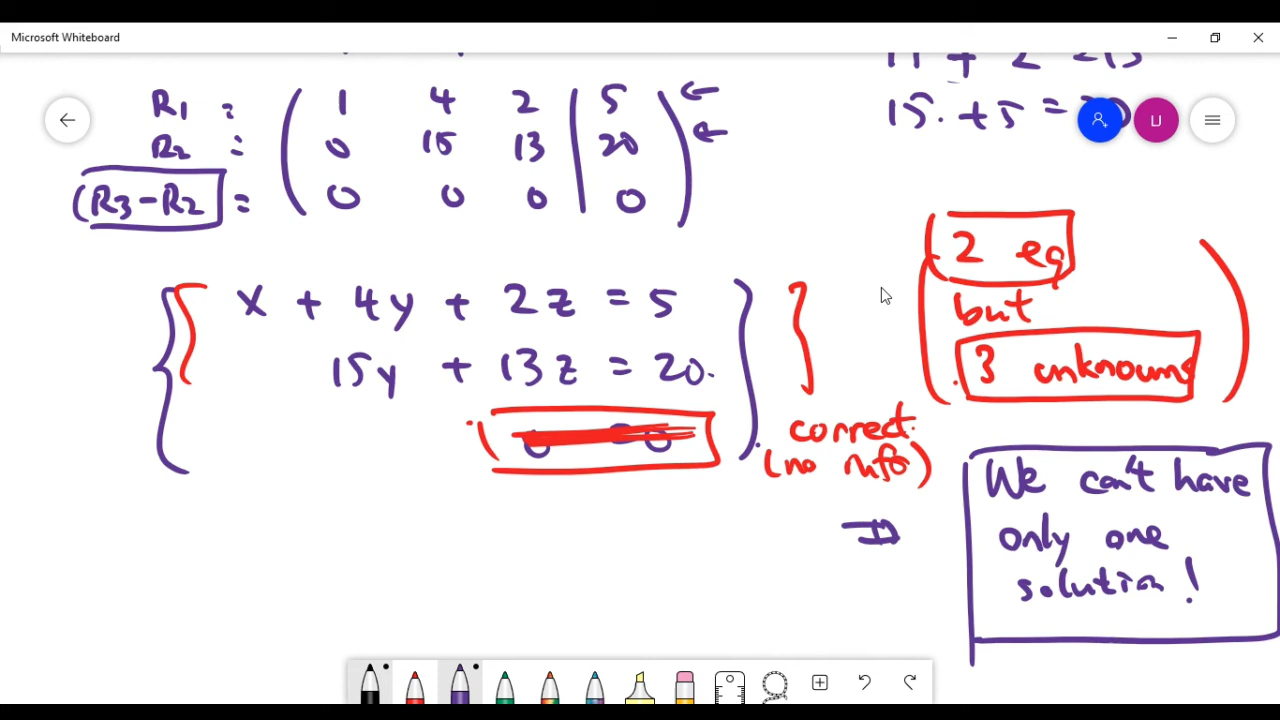 Microsoft Whiteboard
15. + 5 =
R1 : ( 1 4 2 | 5 ) ←
R2 = ( 0 15 13 | 20 ) ←
(R3-R2 = ( 0 0 0 | 0 )
x + 4y + 2z = 5
15y + 13z = 20.
0 = 0
correct.
(no info)
2 eq
but
3 unknowns
We can't have
only one
solution!
LJ